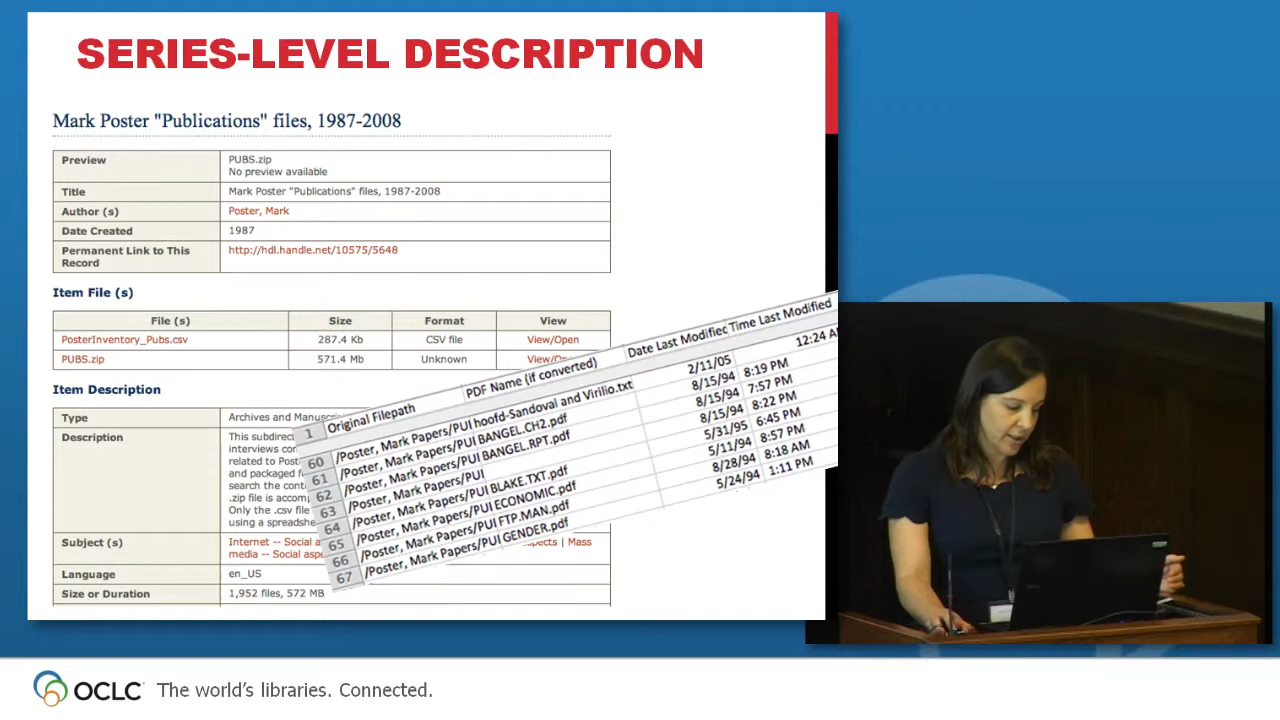 SERIES-LEVEL DESCRIPTION
Mark Poster "Publications" files, 1987-2008
Preview
PUBS.zip
No preview available
Title
Mark Poster "Publications" files, 1987-2008
Author (s)
Poster, Mark
Date Created
1987
Permanent Link to This
Record
http://hdl.handle.net/10575/5648
Item File (s)
File (s) Size Format View
PosterInventory_Pubs.csv 287.4 Kb CSV file View/Open
PUBS.zip 571.4 Mb Unknown
Item Description
Type
Archives and
Description
This
interviews
related to
and packaged
search the
.zip file is
Only the .csv file
using a
Subject (s)
Internet -- Social
| Mass
media -- Social
Language
en_US
Size or Duration
1,952 files, 572 MB
1 Original Filepath PDF Name (if converted) Date Last Modified Time Last Modified
60 /Poster, Mark Papers/PUI hoofd-Sandoval and Virilio.txt 2/11/05 12:24
61 /Poster, Mark Papers/PUI BANGEL.CH2.pdf 8/15/94 8:19 PM
62 /Poster, Mark Papers/PUI BANGEL.RPT.pdf 8/15/94 7:57 PM
63 /Poster, Mark Papers/PUI 8/15/94 8:22 PM
64 /Poster, Mark Papers/PUI BLAKE.TXT.pdf 5/31/95 6:45 PM
65 /Poster, Mark Papers/PUI ECONOMIC.pdf 5/11/94 8:57 PM
66 /Poster, Mark Papers/PUI FTP.MAN.pdf 8/28/94 8:18 AM
67 /Poster, Mark Papers/PUI GENDER.pdf 5/24/94 1:11 PM
OCLC The world's libraries. Connected.